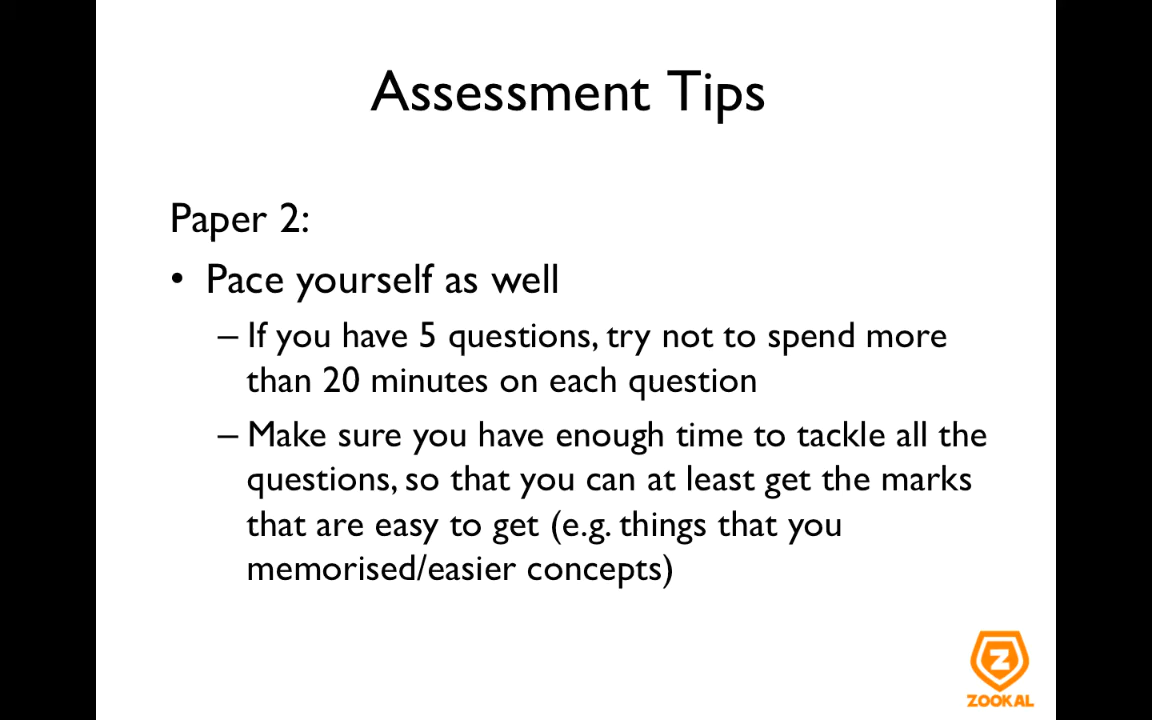 Assessment Tips
Paper 2:
• Pace yourself as well
– If you have 5 questions, try not to spend more
than 20 minutes on each question
– Make sure you have enough time to tackle all the
questions, so that you can at least get the marks
that are easy to get (e.g. things that you
memorised/easier concepts)
Z
ZOOKAL